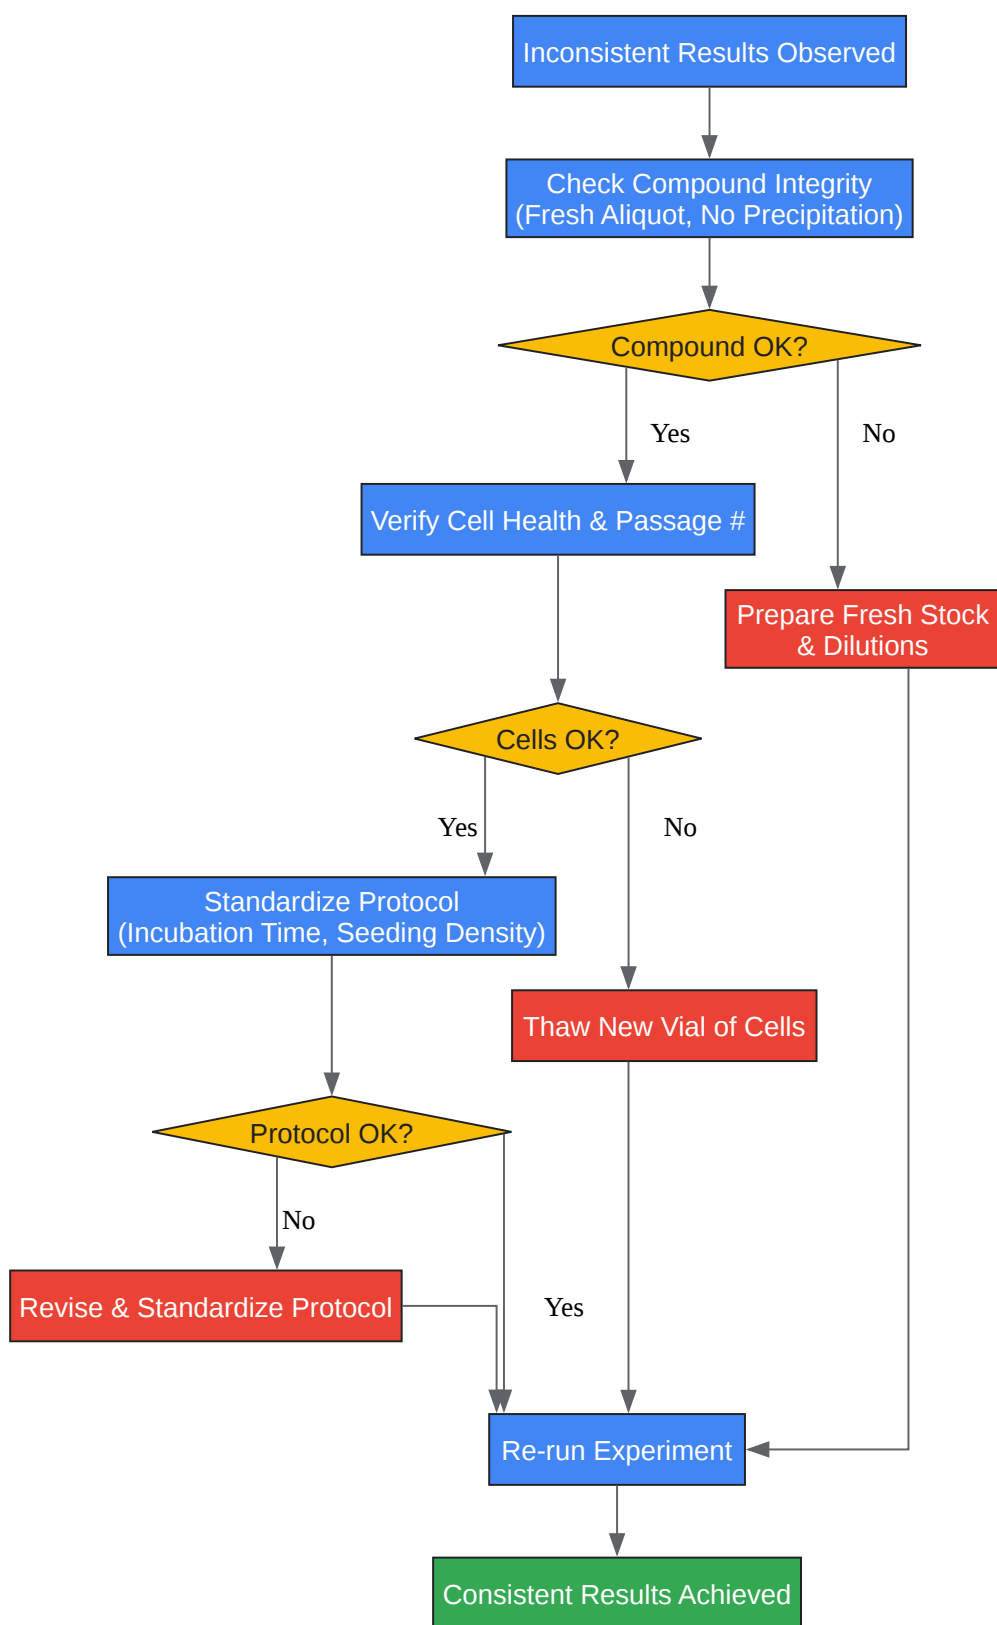 Inconsistent Results Observed
Check Compound Integrity
(Fresh Aliquot, No Precipitation)
Compound OK?
Yes
No
Verify Cell Health & Passage #
Prepare Fresh Stock
& Dilutions
Cells OK?
Yes
No
Standardize Protocol
(Incubation Time, Seeding Density)
Thaw New Vial of Cells
Protocol OK?
No
Revise & Standardize Protocol
Yes
Re-run Experiment
Consistent Results Achieved